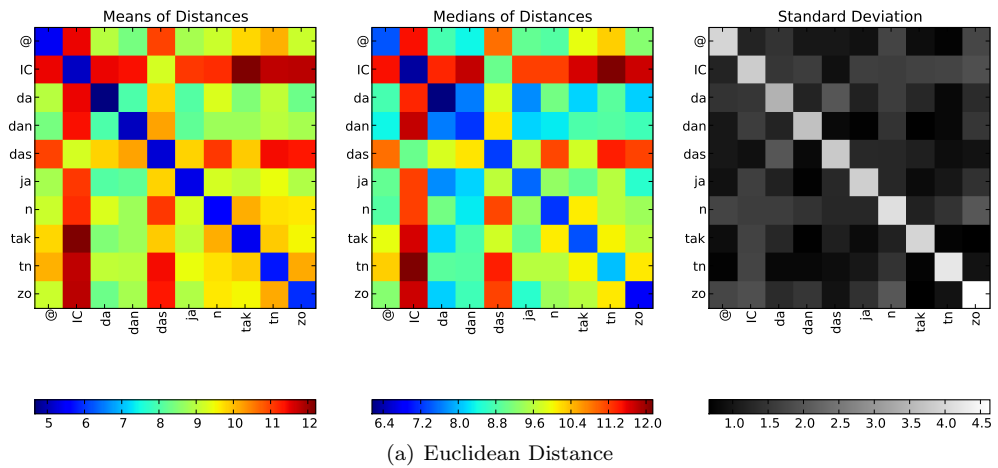 Means of Distances
Medians of Distances
Standard Deviation
@
IC
da
dan
das
ja
n
tak
tn
zo
@
IC
da
dan
das
ja
n
tak
tn
zo
@
IC
da
dan
das
ja
n
tak
tn
zo
@ IC da dan das ja n tak tn zo
@ IC da dan das ja n tak tn zo
@ IC da dan das ja n tak tn zo
5 6 7 8 9 10 11 12
6.4 7.2 8.0 8.8 9.6 10.4 11.2 12.0
1.0 1.5 2.0 2.5 3.0 3.5 4.0 4.5
(a) Euclidean Distance